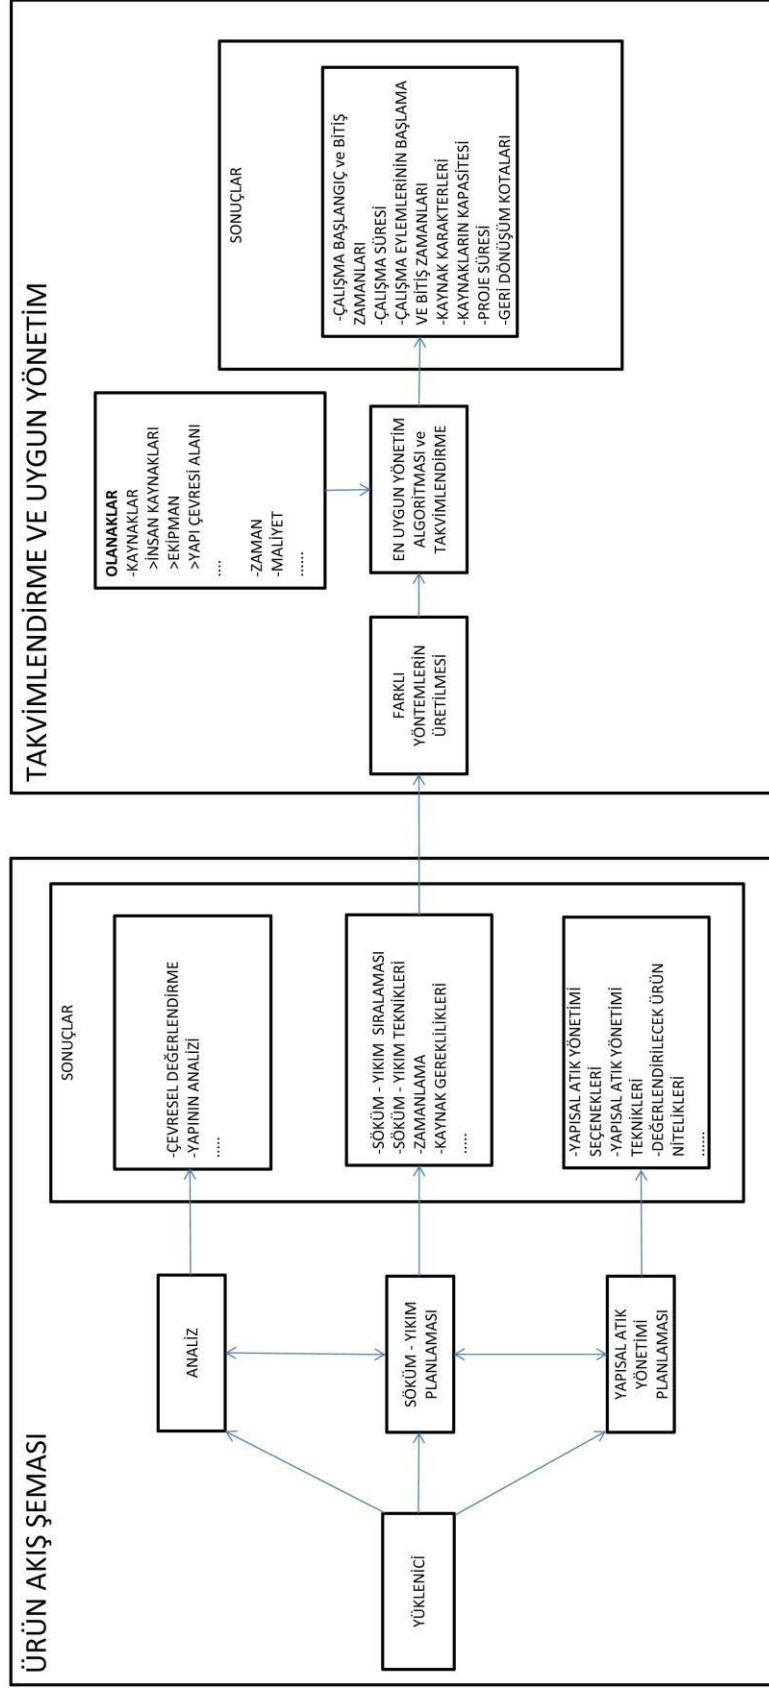 ÜRÜN AKIŞ ŞEMASI
YÜKLENİCİ
ANALİZ
SÖKÜM - YIKIM
PLANLAMASI
YAPISAL ATIK
YÖNETİMİ
PLANLAMASI
SONUÇLAR
-ÇEVRESEL DEĞERLENDİRME
-YAPININ ANALİZİ
.....
-SÖKÜM - YIKIM SIRALAMASI
-SÖKÜM - YIKIM TEKNİKLERİ
-ZAMANLAMA
-KAYNAK GEREKLİLİKLERİ
.....
-YAPISAL ATIK YÖNETİMİ
SEÇENEKLERİ
-YAPISAL ATIK YÖNETİMİ
TEKNİKLERİ
-DEĞERLENDİRİLECEK ÜRÜN
NİTELİKLERİ
......
TAKVİMLENDİRME VE UYGUN YÖNETİM
FARKLI
YÖNTEMLERİN
ÜRETİLMESİ
OLANAKLAR
-KAYNAKLAR
>İNSAN KAYNAKLARI
>EKİPMAN
>YAPI ÇEVRESİ ALANI
....
-ZAMAN
-MALİYET
......
EN UYGUN YÖNETİM
ALGORİTMASI ve
TAKVİMLENDİRME
SONUÇLAR
-ÇALIŞMA BAŞLANGIÇ ve BİTİŞ
ZAMANLARI
-ÇALIŞMA SÜRESİ
-ÇALIŞMA EYLEMLERİNİN BAŞLAMA
VE BİTİŞ ZAMANLARI
-KAYNAK KARAKTERLERİ
-KAYNAKLARIN KAPASİTESİ
-PROJE SÜRESİ
-GERİ DÖNÜŞÜM KOTALARI